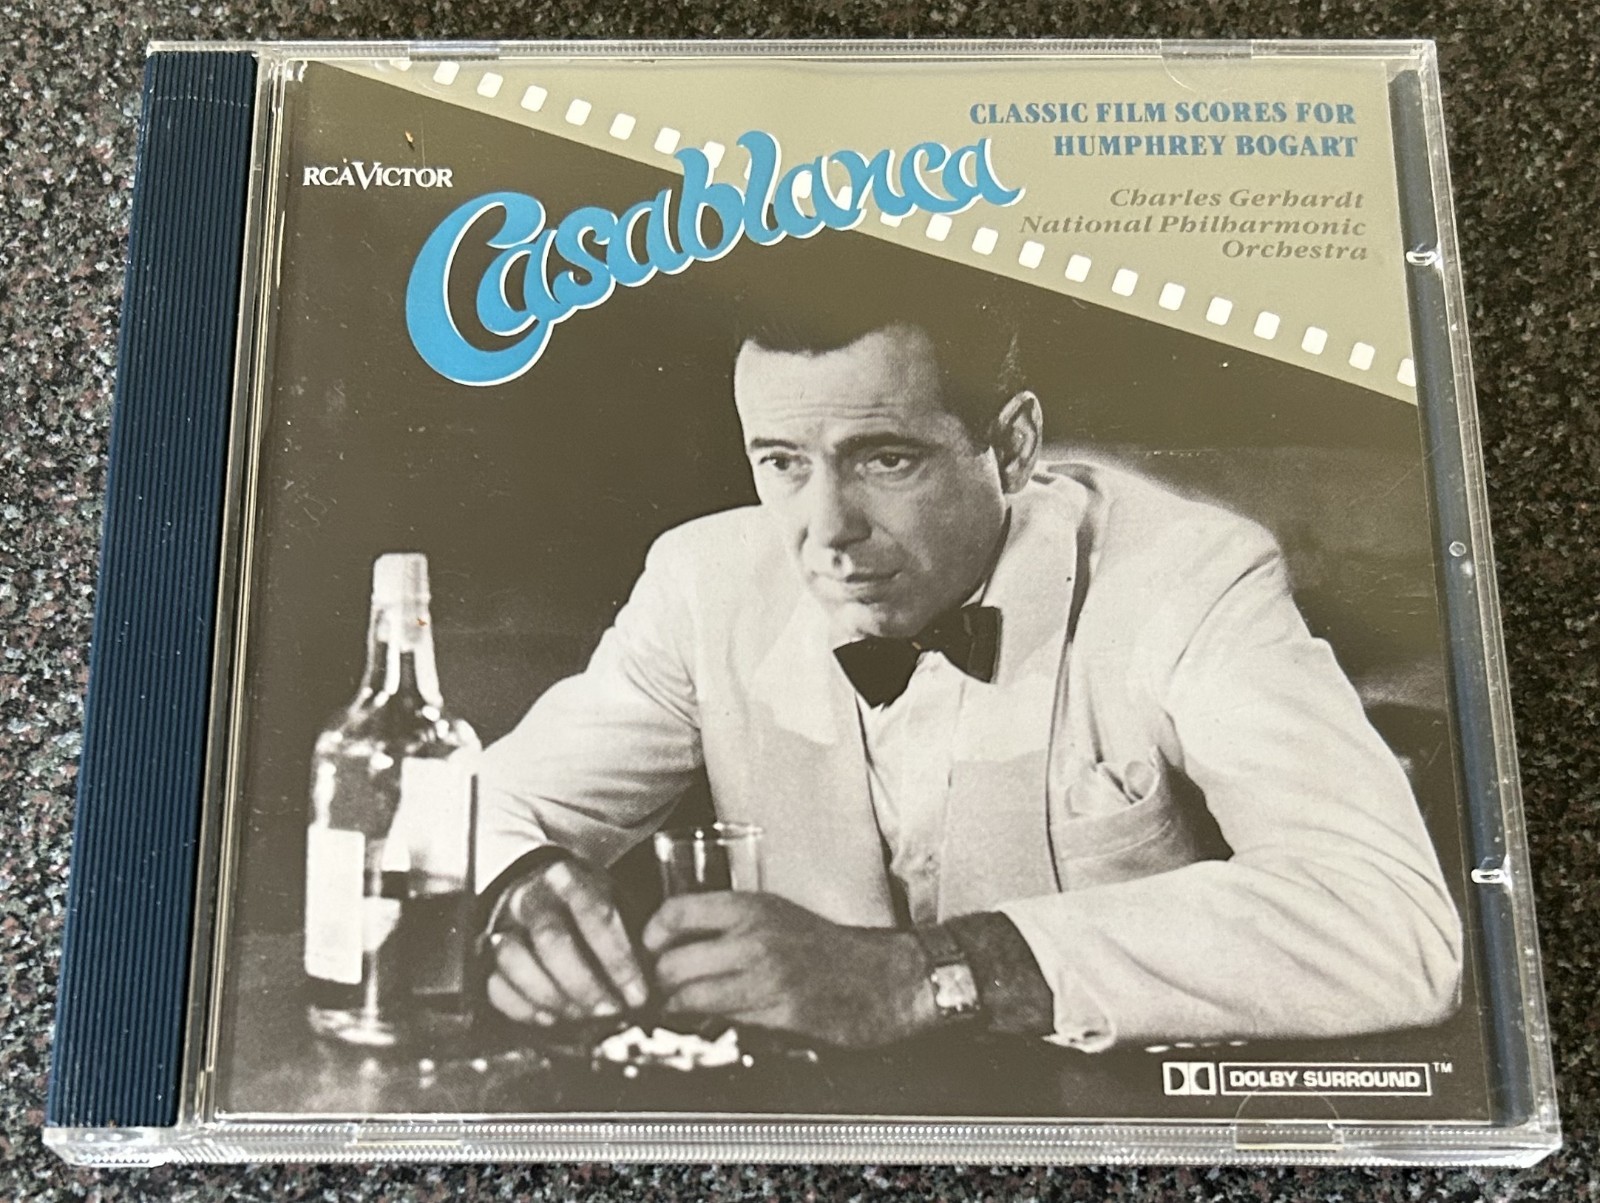 CLASSIC FILM SCORES FOR
HUMPHREY BOGART
RCA VICTOR
Casablanca
Charles Gerhardt
National Philharmonic
Orchestra
DOLBY SURROUND™